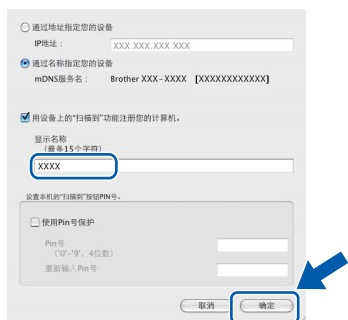 通过地址指定您的设备
IP地址： XXX.XXX.XXX.XXX
通过名称指定您的设备
mDNS服务名： Brother XXX-XXXX [XXXXXXXXXXXX]
用设备上的“扫描到”功能注册您的计算机。
显示名称
（最多15个字符）
XXXX
设置本机的“扫描到”按钮PIN号。
使用Pin号保护
Pin号
（‘0’~‘9’，4位数）
重新输入Pin号
取消 确定